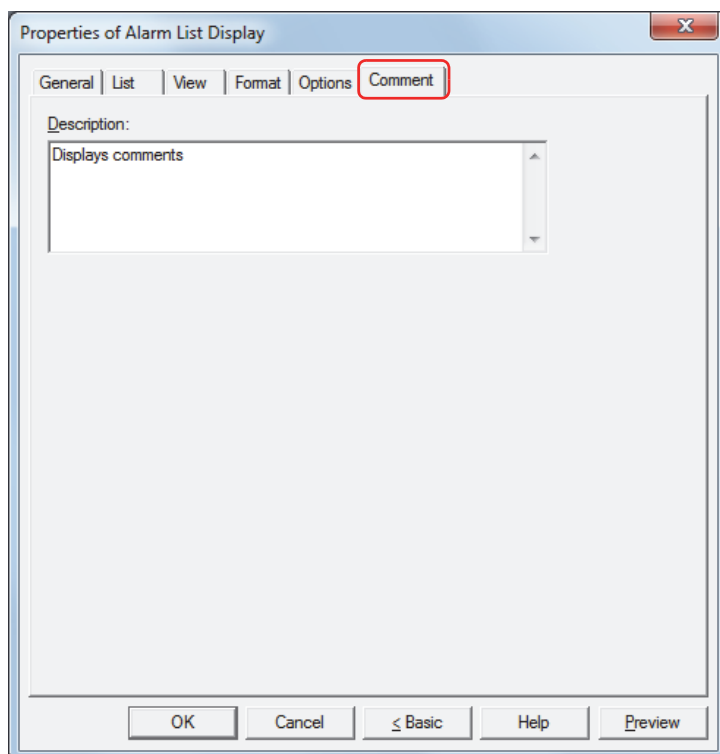 Properties of Alarm List Display
General List View Format Options Comment
Description:
Displays comments
OK Cancel < Basic Help Preview